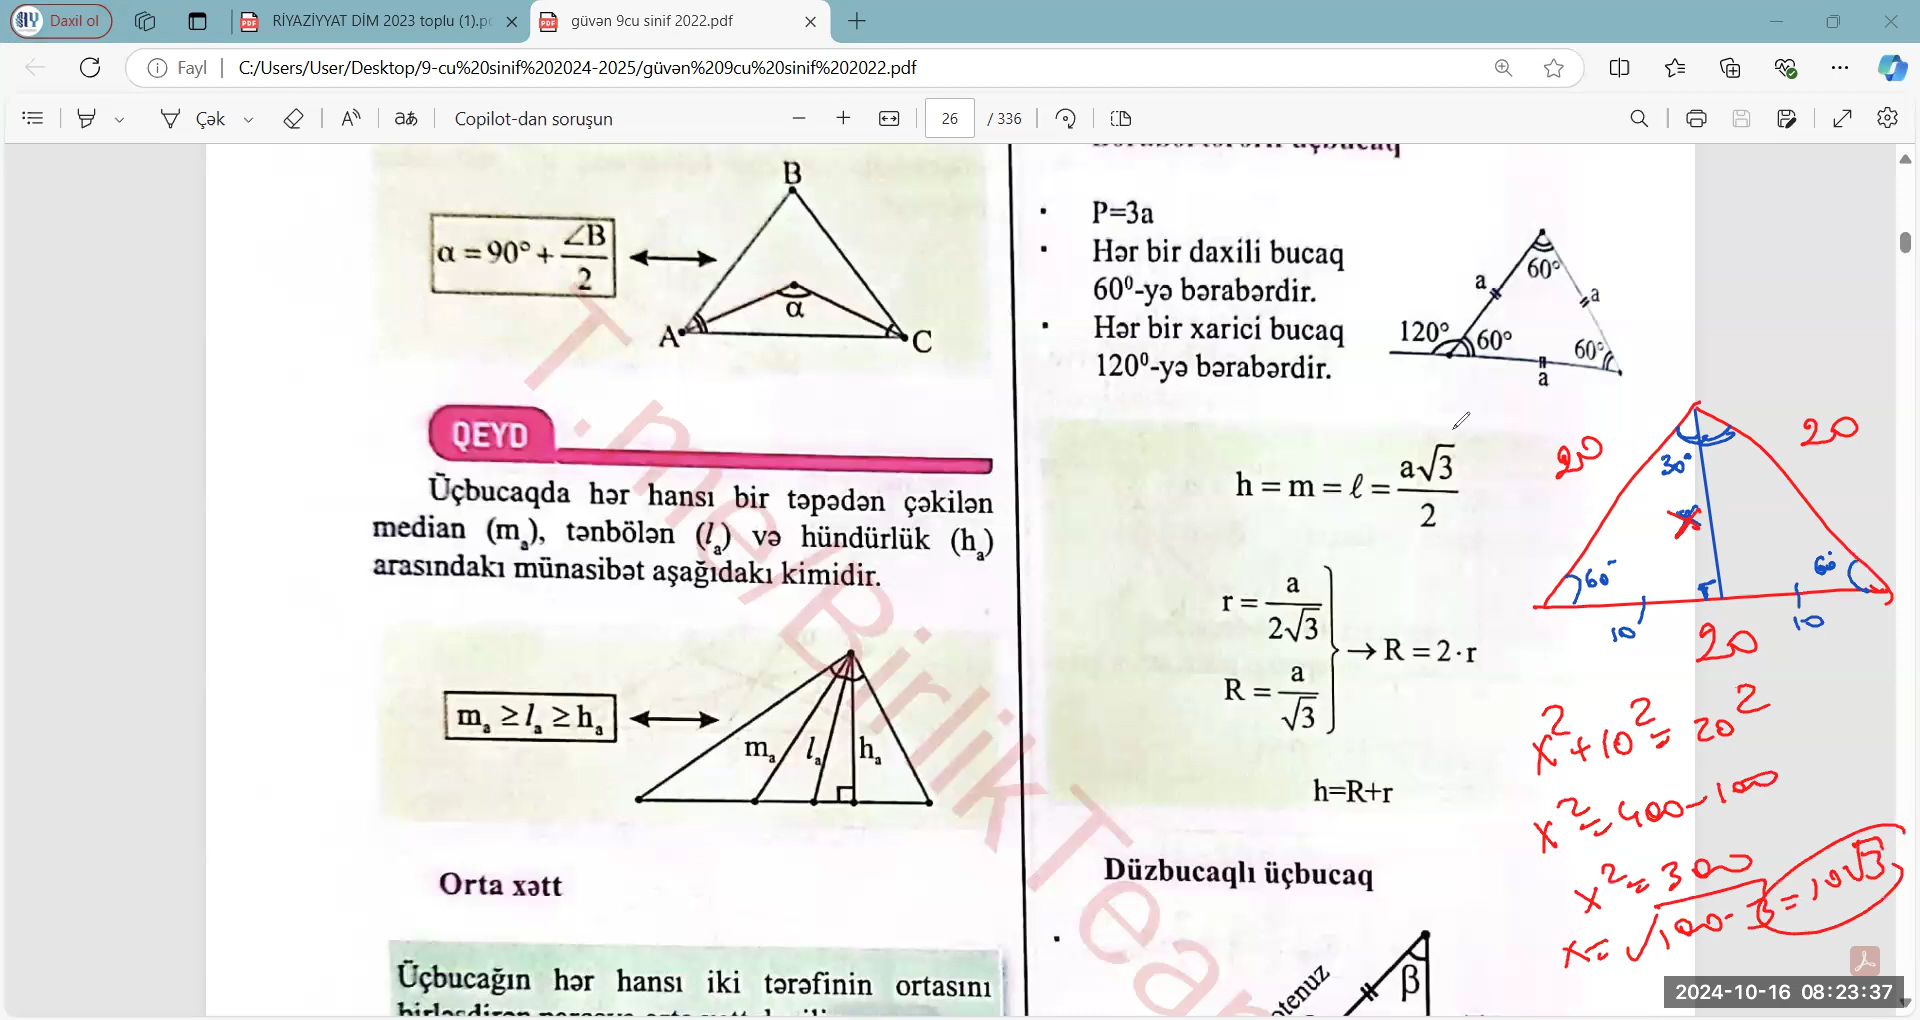 Daxil ol
RİYAZİYYAT DİM 2023 toplu (1).p
güvən 9cu sinif 2022.pdf
Fayl | C:/Users/User/Desktop/9-cu%20sinif%202024-2025/güvən%209cu%20sinif%202022.pdf
Çək
Copilot-dan soruşun
26 / 336
α = 90° + ∠B/2
B
α
A
C
QEYD
Üçbucaqda hər hansı bir təpədən çəkilən
median (mₐ), tənbölən (lₐ) və hündürlük (hₐ)
arasındakı münasibət aşağıdakı kimidir.
mₐ ≥ lₐ ≥ hₐ
mₐ lₐ hₐ
Orta xətt
Üçbucağın hər hansı iki tərəfinin ortasını
• P=3a
• Hər bir daxili bucaq
60⁰-yə bərabərdir.
• Hər bir xarici bucaq
120⁰-yə bərabərdir.
60°
a
a
120° 60° 60°
a
h = m = ℓ = a√3/2
r = a/2√3
R = a/√3
→ R = 2·r
h=R+r
Düzbucaqlı üçbucaq
β
20
20
30°
x
60°
60°
10
10
20
x²+10²=20²
x²=400-100
x²=300
x=√100·3=10√3
T.me/BirlikTea
2024-10-16 08:23:37